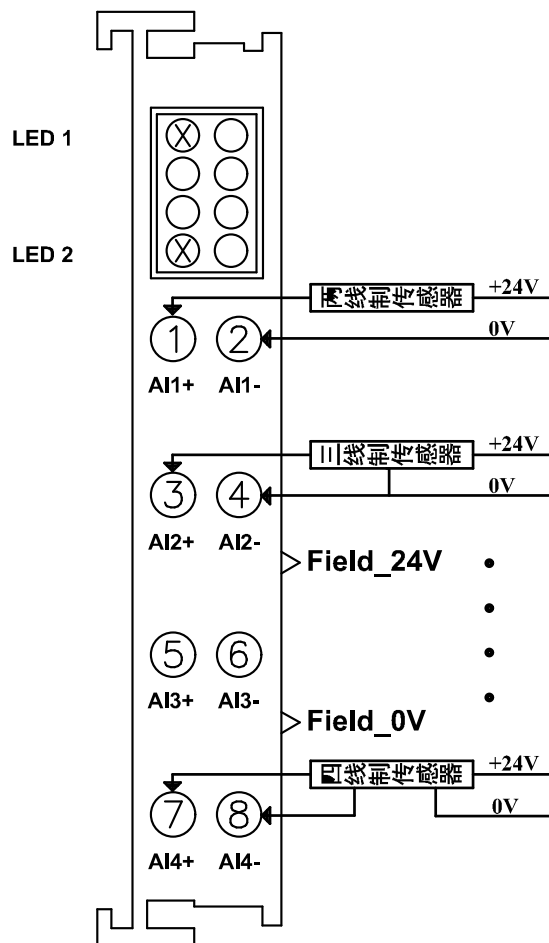 LED 1
LED 2
两线制传感器 +24V
0V
1 2
AI1+ AI1-
三线制传感器 +24V
0V
3 4
AI2+ AI2-
Field_24V
5 6
AI3+ AI3-
Field_0V
四线制传感器 +24V
0V
7 8
AI4+ AI4-